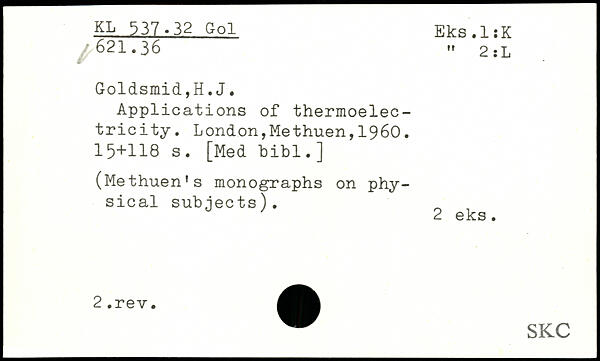 KL 537.32 Gol
Eks.1:K
621.36
" 2:L
Goldsmid,H.J.
Applications of thermoelec-
tricity. London,Methuen,1960.
15+118 s. [Med bibl.]
(Methuen's monographs on phy-
sical subjects).
2 eks.
2.rev.
SKC